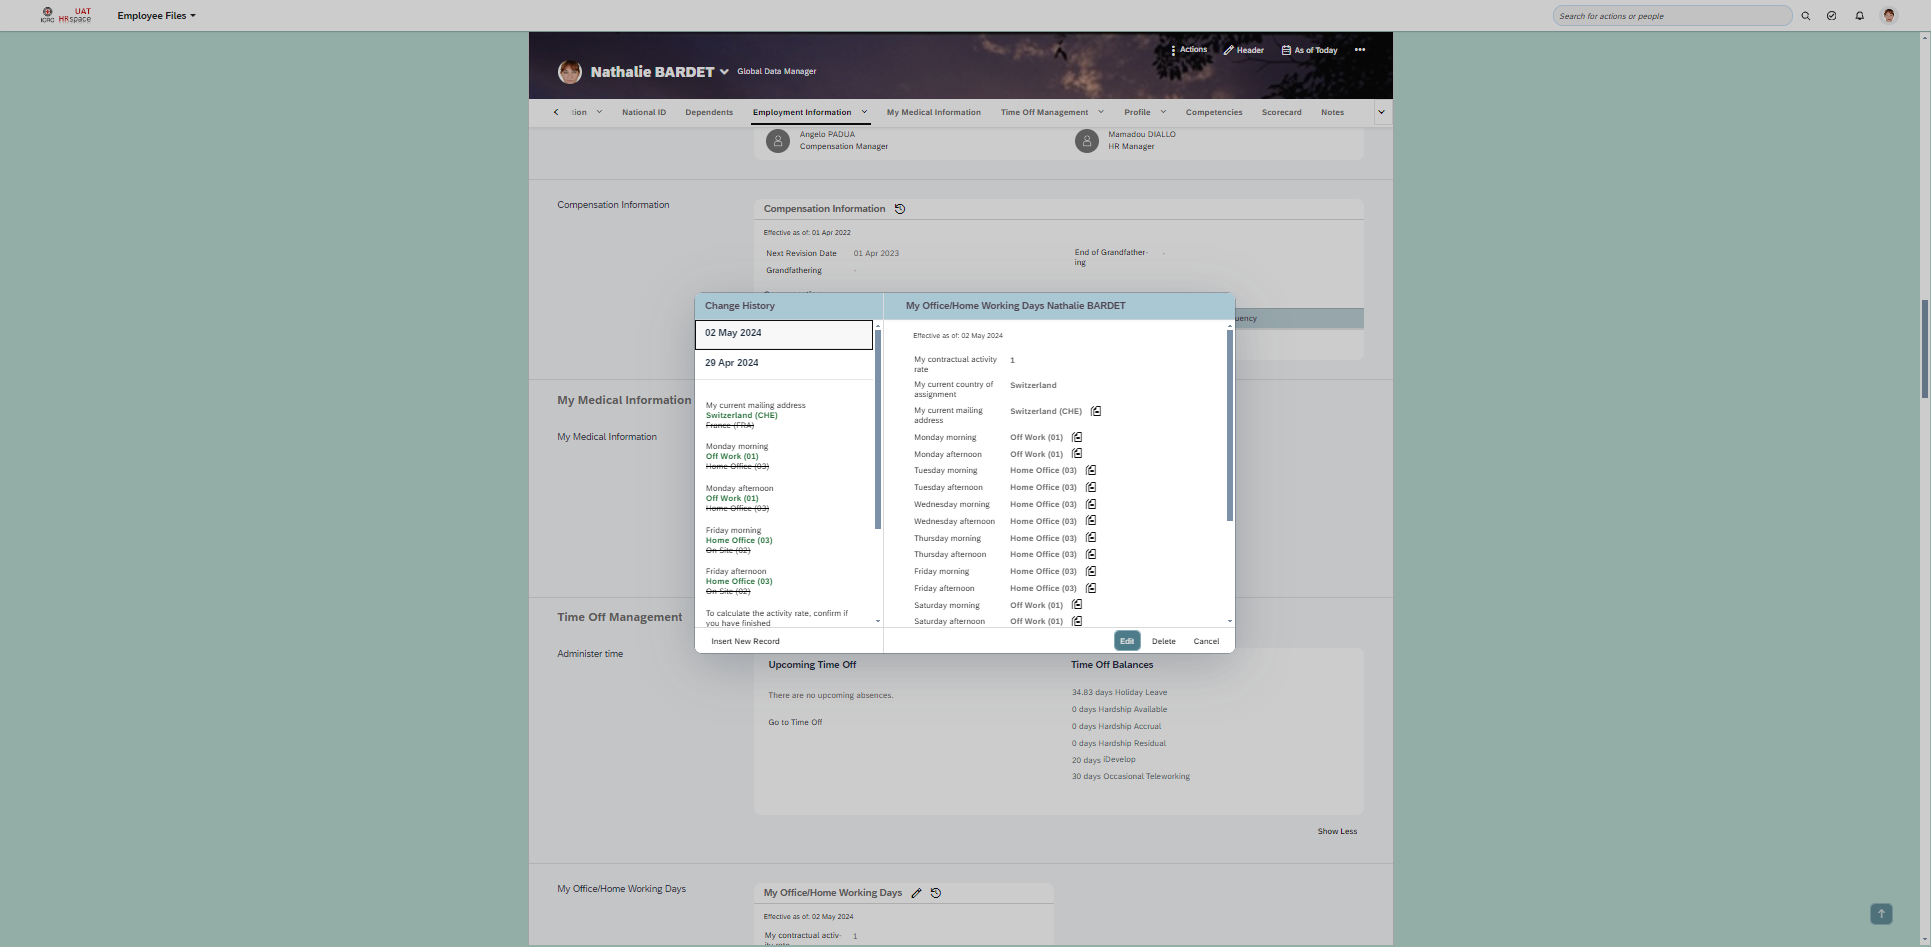 ICRC
UAT
HRspace
Employee Files
Search for actions or people
Actions
Header
As of Today
Nathalie BARDET
Global Data Manager
tion
National ID
Dependents
Employment Information
My Medical Information
Time Off Management
Profile
Competencies
Scorecard
Notes
Angelo PADUA
Compensation Manager
Mamadou DIALLO
HR Manager
Compensation Information
Compensation Information
Effective as of: 01 Apr 2022
Next Revision Date
01 Apr 2023
End of Grandfather-
ing
-
Grandfathering
-
uency
Change History
02 May 2024
29 Apr 2024
My current mailing address
Switzerland (CHE)
France (FRA)
Monday morning
Off Work (01)
Home Office (03)
Monday afternoon
Off Work (01)
Home Office (03)
Friday morning
Home Office (03)
On Site (02)
Friday afternoon
Home Office (03)
On Site (02)
To calculate the activity rate, confirm if
you have finished
Insert New Record
My Office/Home Working Days Nathalie BARDET
Effective as of: 02 May 2024
My contractual activity
rate
1
My current country of
assignment
Switzerland
My current mailing
address
Switzerland (CHE)
Monday morning
Off Work (01)
Monday afternoon
Off Work (01)
Tuesday morning
Home Office (03)
Tuesday afternoon
Home Office (03)
Wednesday morning
Home Office (03)
Wednesday afternoon
Home Office (03)
Thursday morning
Home Office (03)
Thursday afternoon
Home Office (03)
Friday morning
Home Office (03)
Friday afternoon
Home Office (03)
Saturday morning
Off Work (01)
Saturday afternoon
Off Work (01)
Edit
Delete
Cancel
My Medical Information
My Medical Information
Time Off Management
Administer time
Upcoming Time Off
There are no upcoming absences.
Go to Time Off
Time Off Balances
34.83 days Holiday Leave
0 days Hardship Available
0 days Hardship Accrual
0 days Hardship Residual
20 days iDevelop
30 days Occasional Teleworking
Show Less
My Office/Home Working Days
My Office/Home Working Days
Effective as of: 02 May 2024
My contractual activ-
1